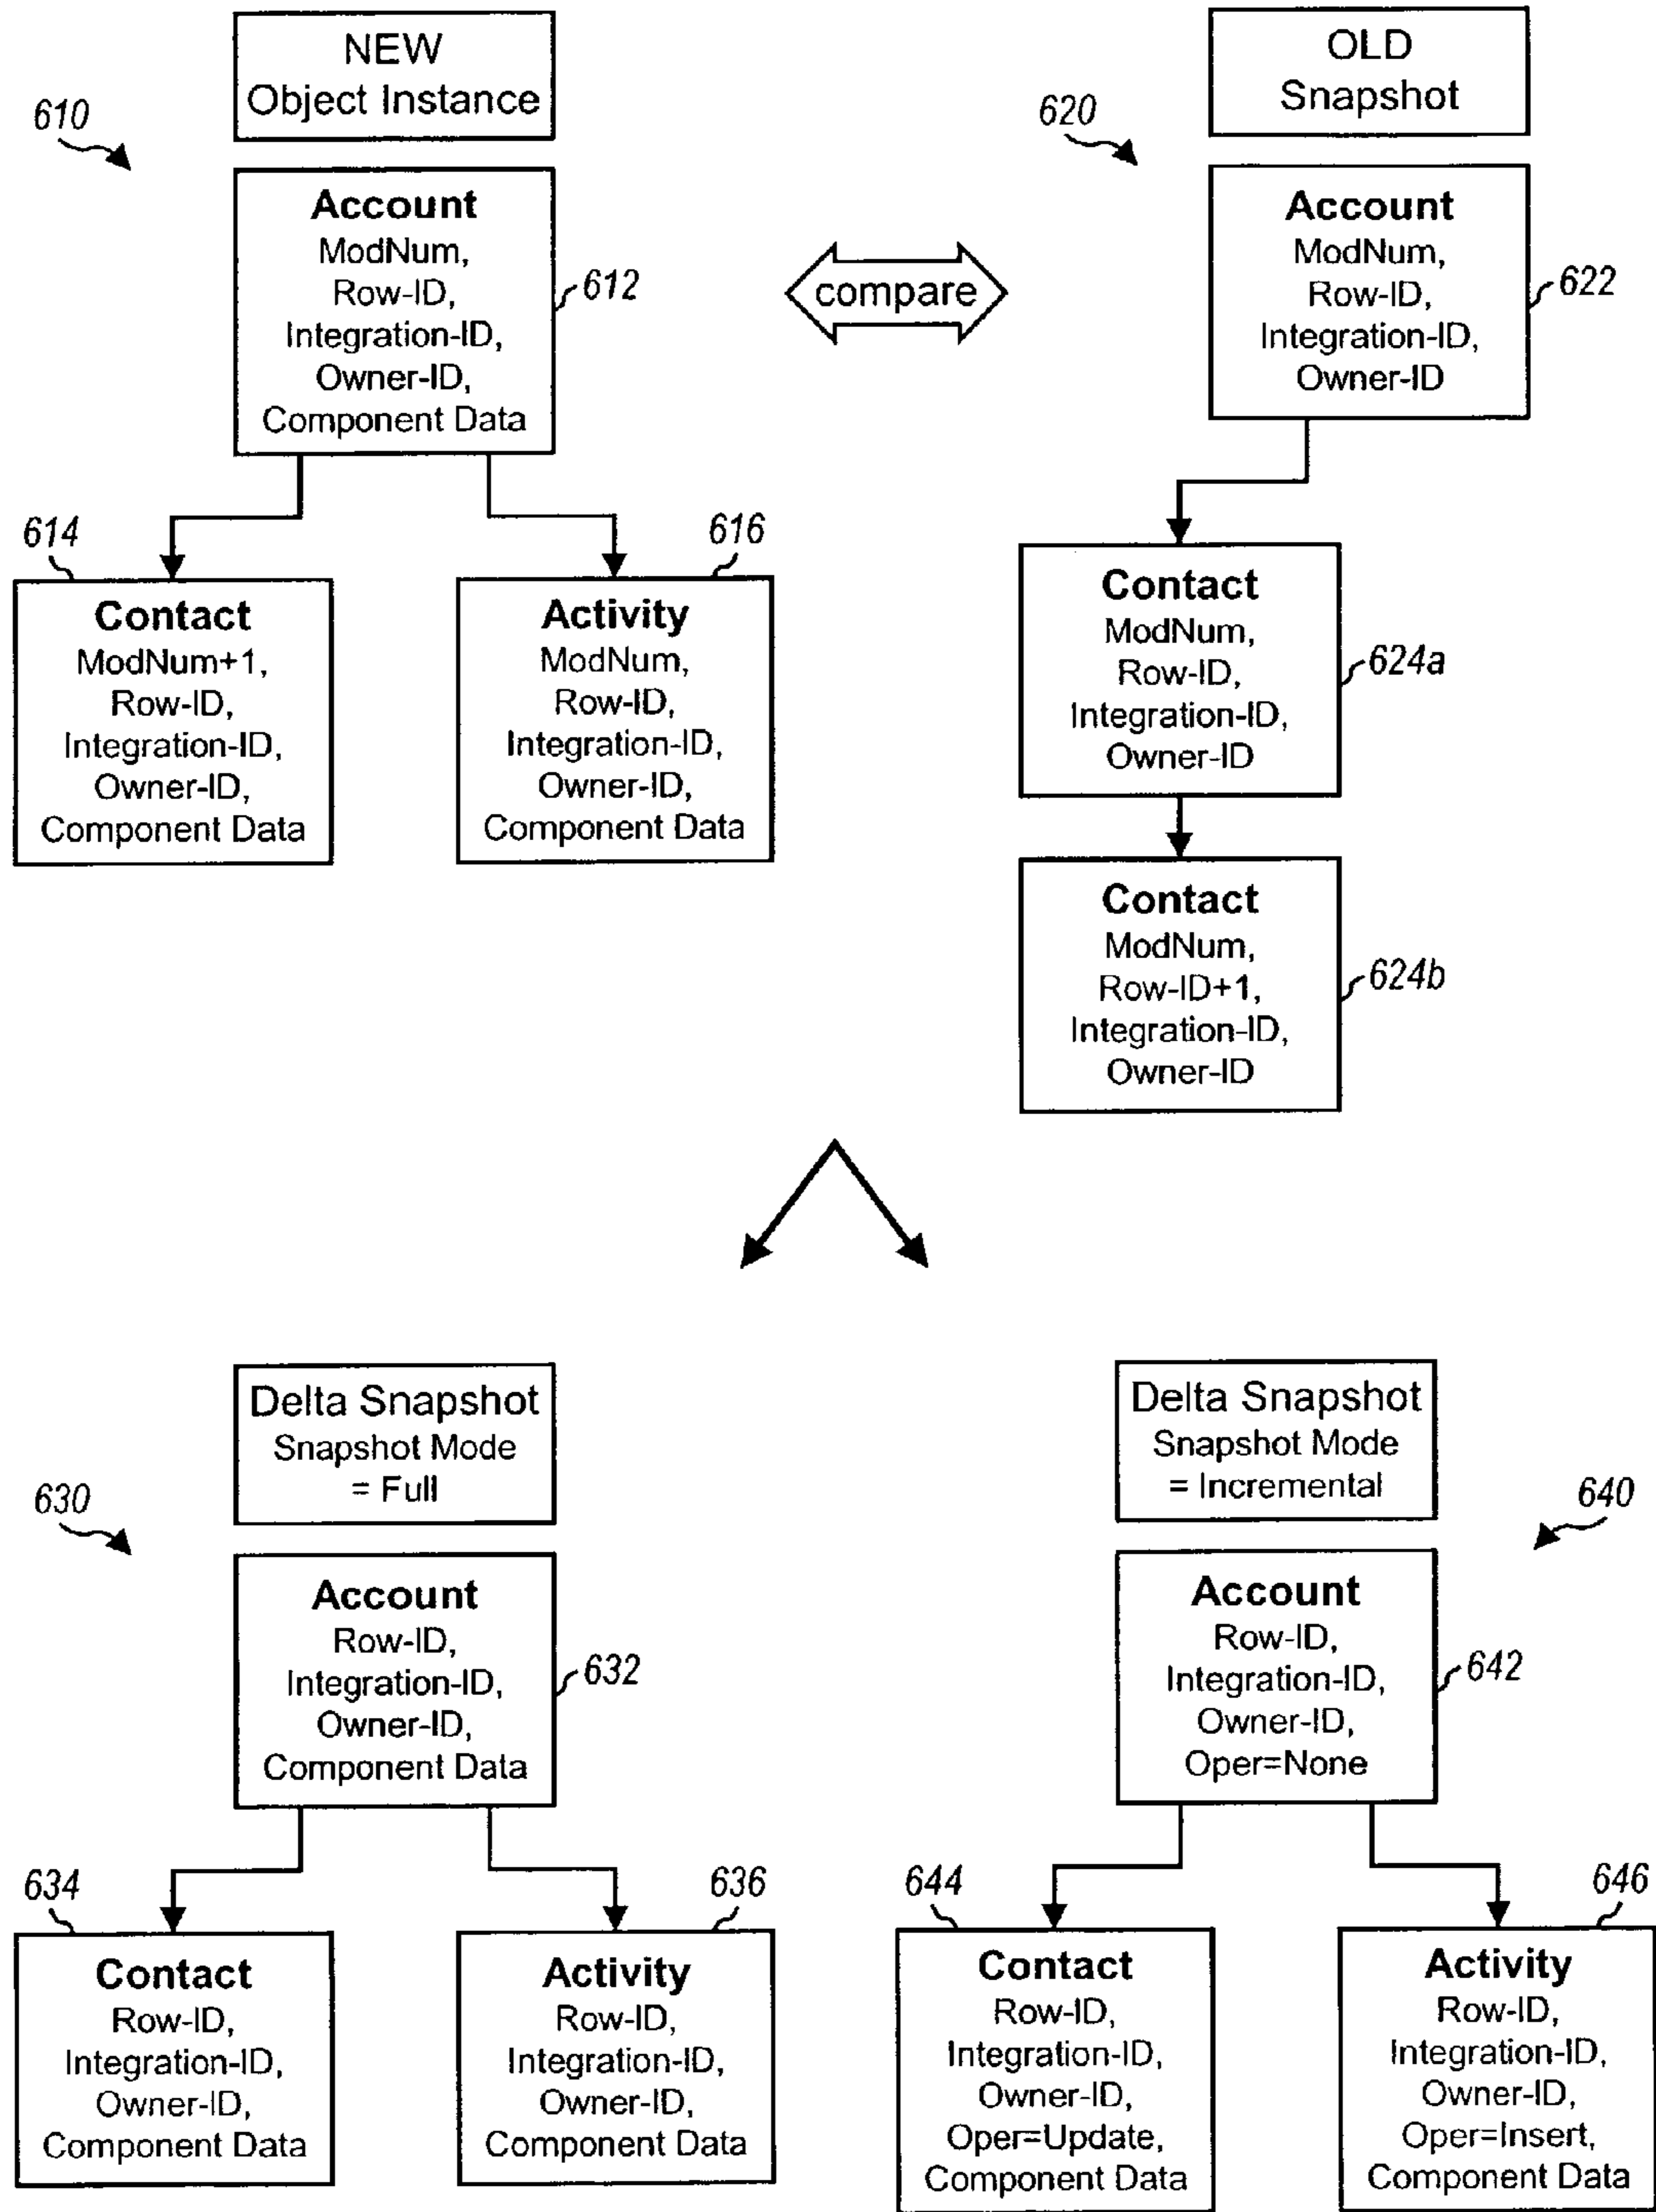 NEW
Object Instance
610
Account
ModNum,
Row-ID,
Integration-ID,
Owner-ID,
Component Data
612
614
Contact
ModNum+1,
Row-ID,
Integration-ID,
Owner-ID,
Component Data
616
Activity
ModNum,
Row-ID,
Integration-ID,
Owner-ID,
Component Data
compare
OLD
Snapshot
620
Account
ModNum,
Row-ID,
Integration-ID,
Owner-ID
622
Contact
ModNum,
Row-ID,
Integration-ID,
Owner-ID
624a
Contact
ModNum,
Row-ID+1,
Integration-ID,
Owner-ID
624b
Delta Snapshot
Snapshot Mode
= Full
630
Account
Row-ID,
Integration-ID,
Owner-ID,
Component Data
632
634
Contact
Row-ID,
Integration-ID,
Owner-ID,
Component Data
636
Activity
Row-ID,
Integration-ID,
Owner-ID,
Component Data
Delta Snapshot
Snapshot Mode
= Incremental
640
Account
Row-ID,
Integration-ID,
Owner-ID,
Oper=None
642
644
Contact
Row-ID,
Integration-ID,
Owner-ID,
Oper=Update,
Component Data
646
Activity
Row-ID,
Integration-ID,
Owner-ID,
Oper=Insert,
Component Data